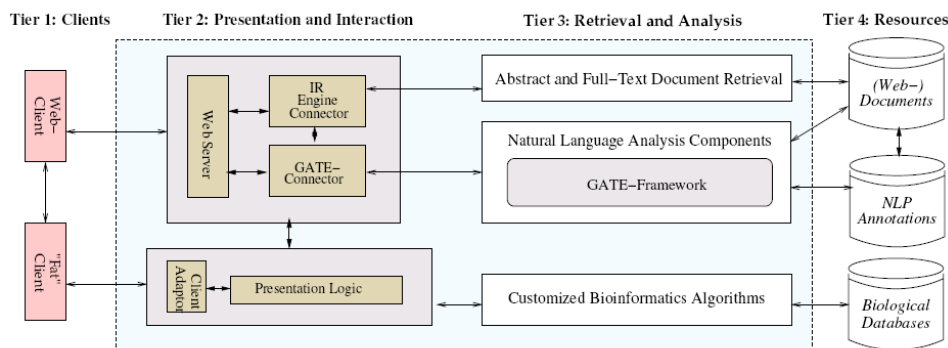 Tier 1: Clients
Tier 2: Presentation and Interaction
Tier 3: Retrieval and Analysis
Tier 4: Resources
Web-
Client
"Fat"
Client
Web Server
IR
Engine
Connector
GATE-
Connector
Client
Adaptor
Presentation Logic
Abstract and Full-Text Document Retrieval
Natural Language Analysis Components
GATE-Framework
Customized Bioinformatics Algorithms
(Web-)
Documents
NLP
Annotations
Biological
Databases